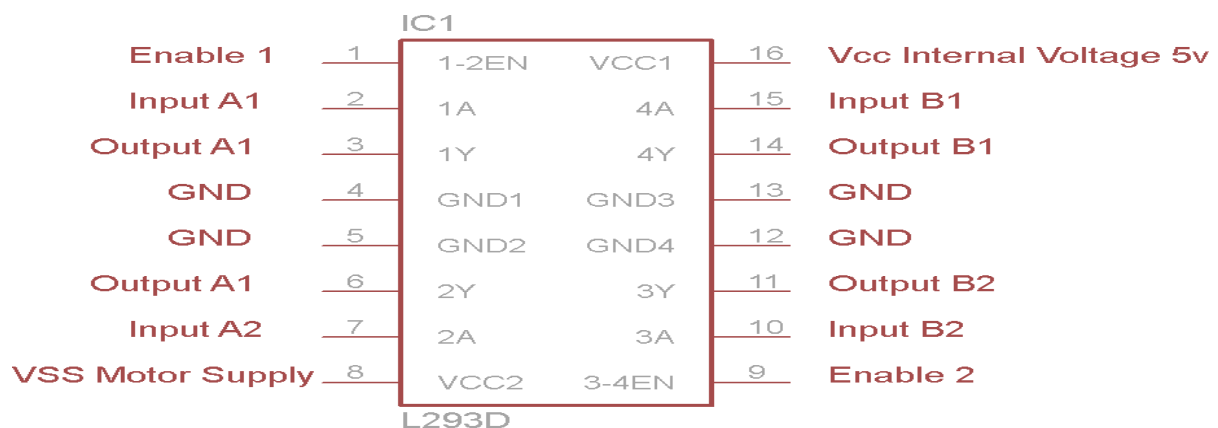 IC1
Enable 1 1 1-2EN VCC1 16 Vcc Internal Voltage 5v
Input A1 2 1A 4A 15 Input B1
Output A1 3 1Y 4Y 14 Output B1
GND 4 GND1 GND3 13 GND
GND 5 GND2 GND4 12 GND
Output A1 6 2Y 3Y 11 Output B2
Input A2 7 2A 3A 10 Input B2
VSS Motor Supply 8 VCC2 3-4EN 9 Enable 2
L293D